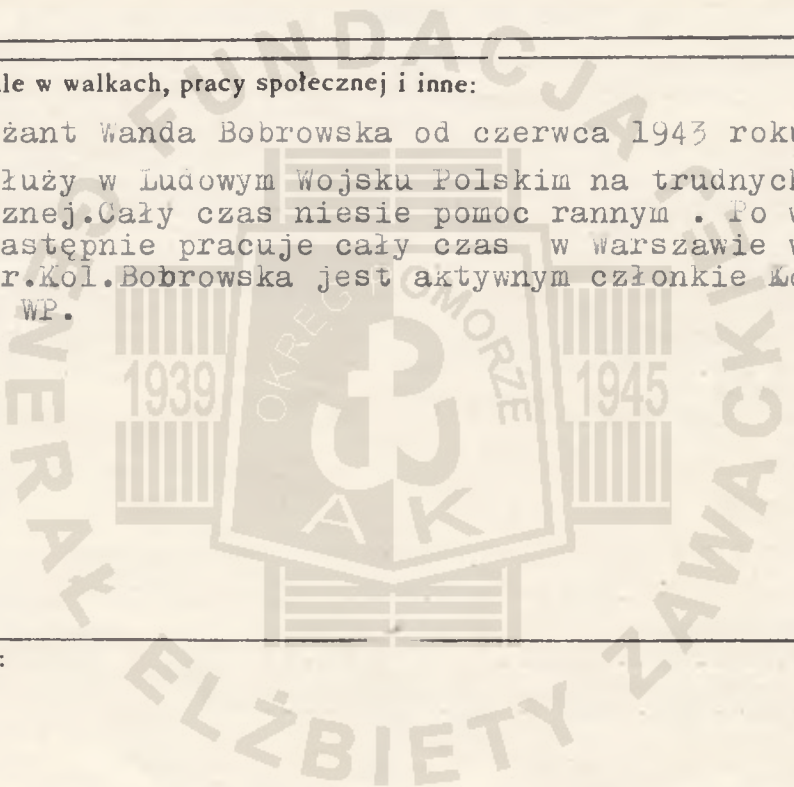 le w walkach, pracy społecznej i inne:
żant Wanda Bobrowska od czerwca 1943 roku
łuży w Ludowym Wojsku Polskim na trudnych
znej.Cały czas niesie pomoc rannym . Po w
astępnie pracuje cały czas w Warszawie w
r.Kol.Bobrowska jest aktywnym członkie Ko
WP.
:
FUNDACJA GENERAŁ ELŻBIETY ZAWACKIEJ
OKRĘG POMORZE
1939
1945
AK